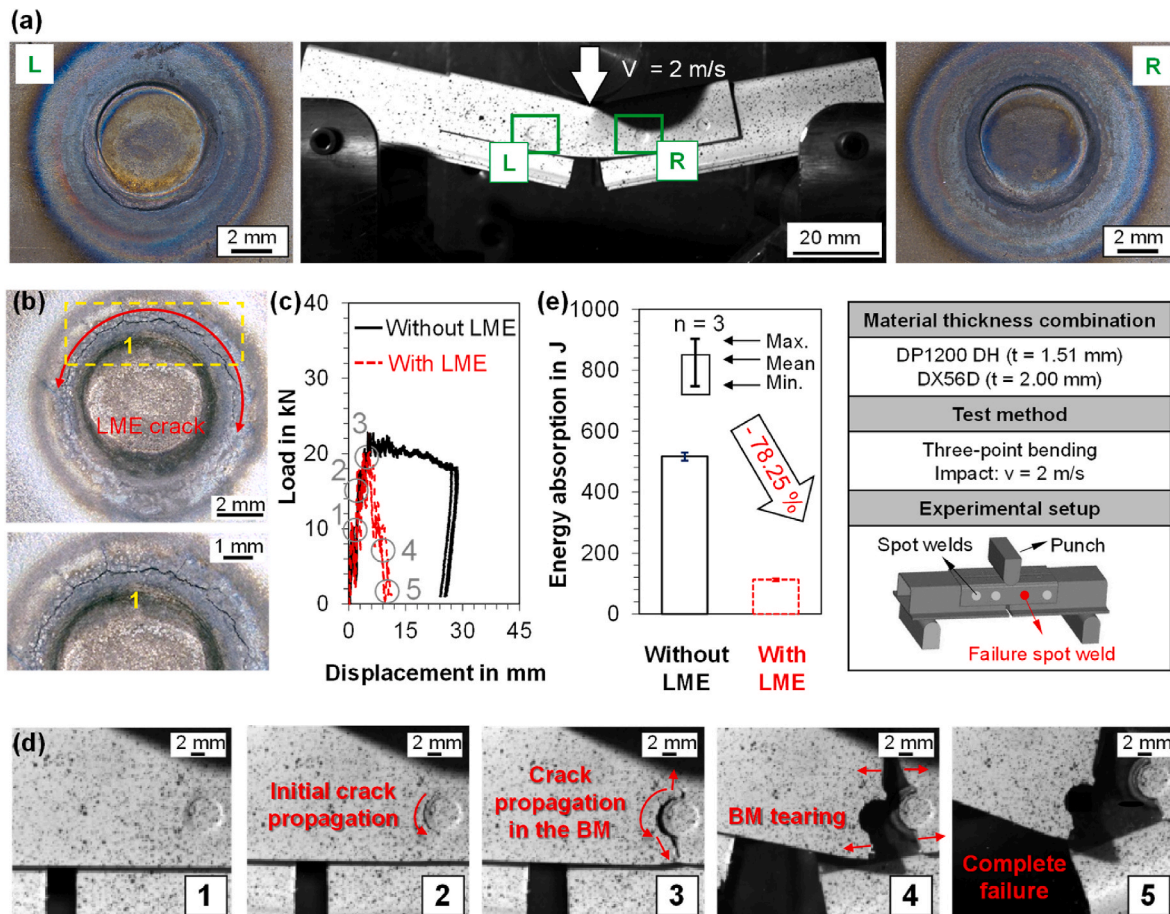 (a)
L
2 mm
V = 2 m/s
L
R
20 mm
R
2 mm
(b)
1
LME crack
2 mm
1 mm
1
(c)
Load in kN
40
30
20
10
0
Without LME
With LME
3
2
1
4
5
0
15
30
45
Displacement in mm
(e)
Energy absorption in J
1000
800
600
400
200
0
n = 3
Max.
Mean
Min.
- 78.25 %
Without
LME
With
LME
Material thickness combination
DP1200 DH (t = 1.51 mm)
DX56D (t = 2.00 mm)
Test method
Three-point bending
Impact: v = 2 m/s
Experimental setup
Spot welds
Punch
Failure spot weld
(d)
2 mm
1
2 mm
Initial crack
propagation
2
2 mm
Crack
propagation
in the BM
3
2 mm
BM tearing
4
2 mm
Complete
failure
5